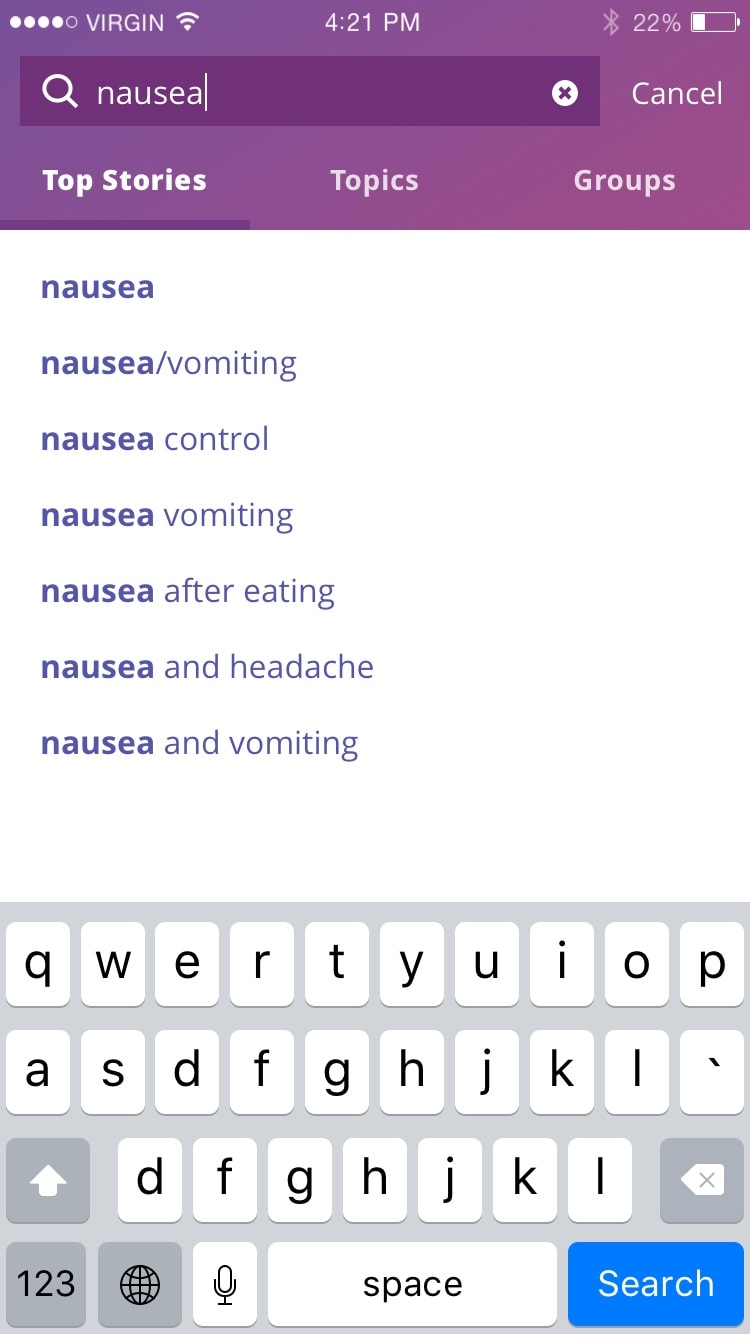 VIRGIN 4:21 PM 22%
nausea Cancel
Top Stories Topics Groups
nausea
nausea/vomiting
nausea control
nausea vomiting
nausea after eating
nausea and headache
nausea and vomiting
q w e r t y u i o p
a s d f g h j k l `
d f g h j k l
123 space Search